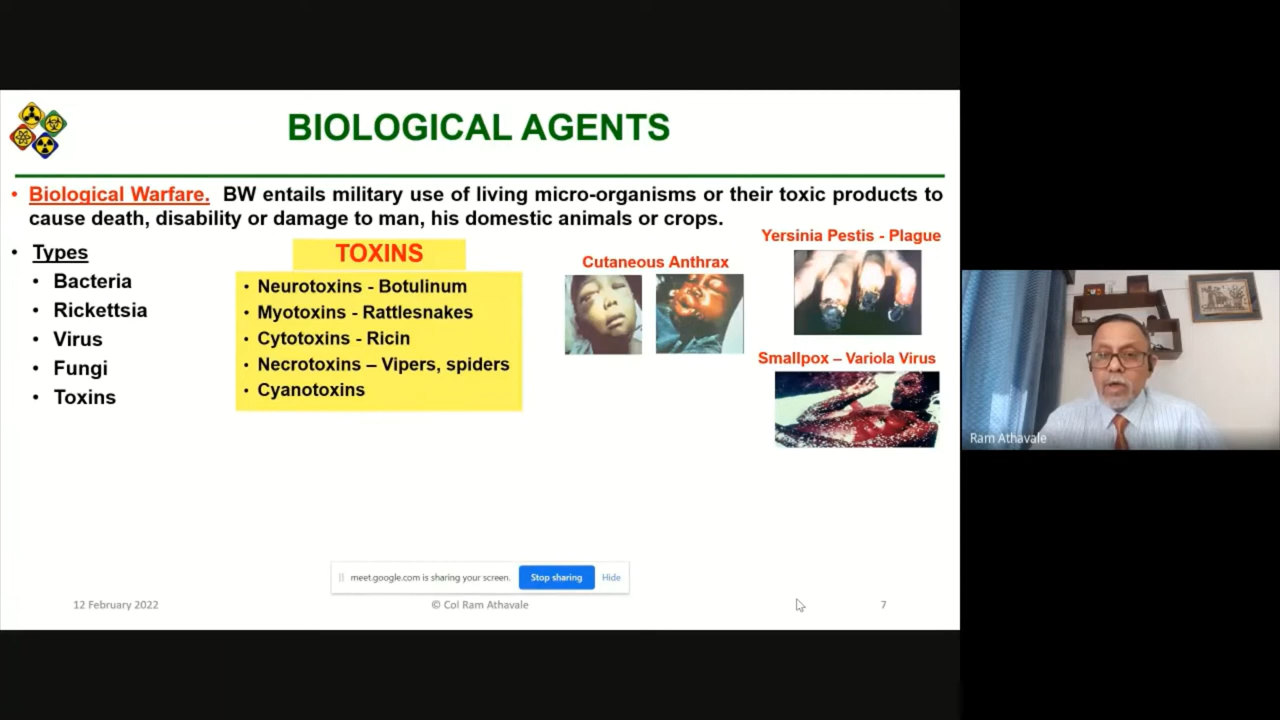 BIOLOGICAL AGENTS
• Biological Warfare. BW entails military use of living micro-organisms or their toxic products to
cause death, disability or damage to man, his domestic animals or crops.
• Types
• Bacteria
• Rickettsia
• Virus
• Fungi
• Toxins
TOXINS
• Neurotoxins - Botulinum
• Myotoxins - Rattlesnakes
• Cytotoxins - Ricin
• Necrotoxins – Vipers, spiders
• Cyanotoxins
Cutaneous Anthrax
Yersinia Pestis - Plague
Smallpox – Variola Virus
Ram Athavale
meet.google.com is sharing your screen.
Stop sharing
Hide
12 February 2022
© Col Ram Athavale
7